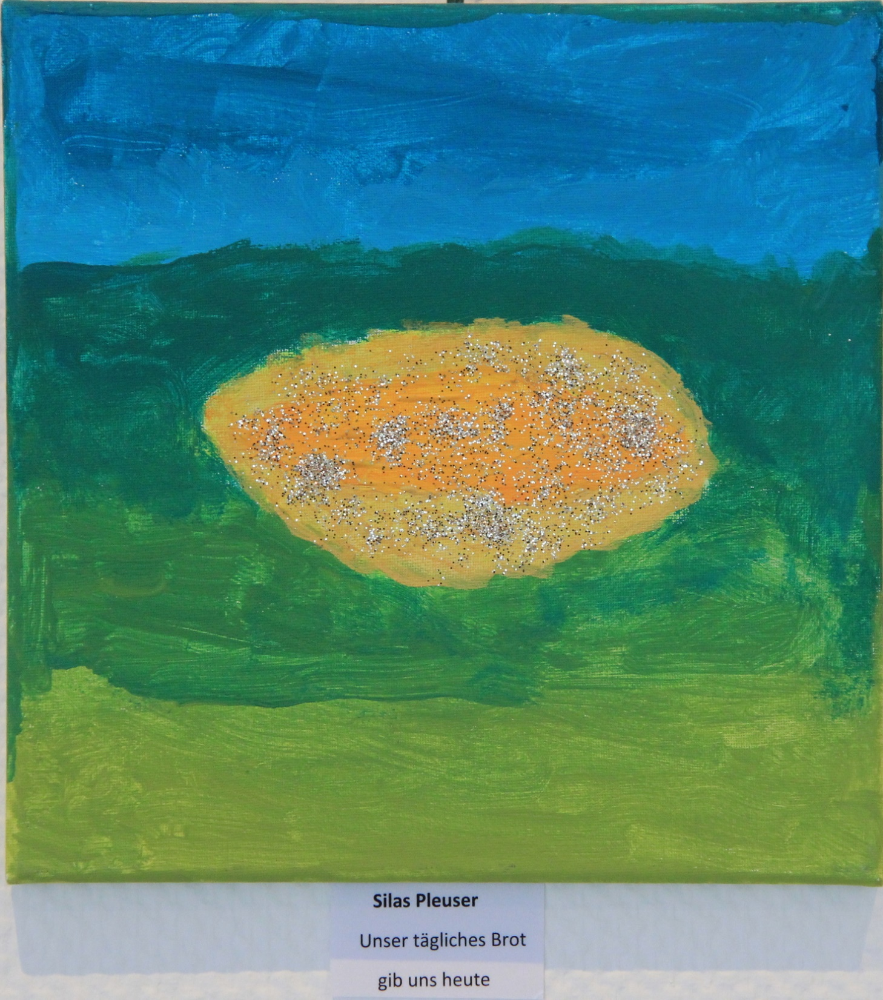 Silas Pleuser
Unser tägliches Brot
gib uns heute